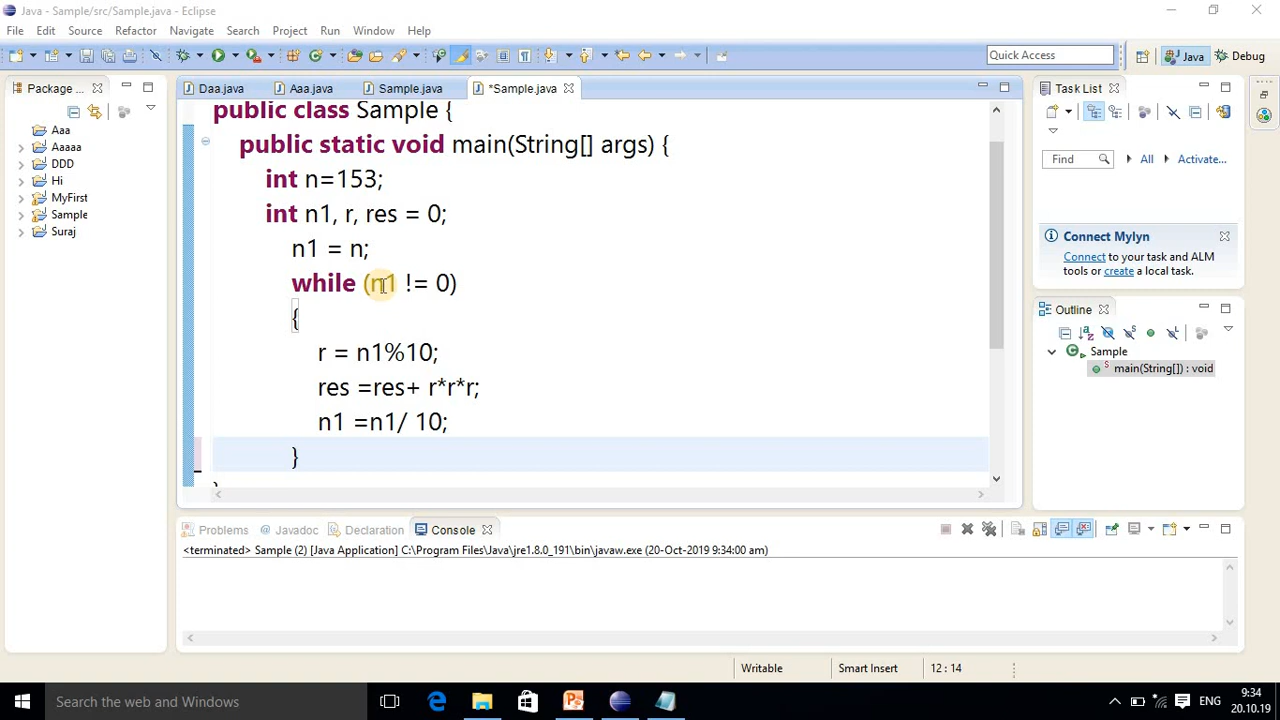 Java - Sample/src/Sample.java - Eclipse
File Edit Source Refactor Navigate Search Project Run Window Help
Quick Access
Java
Debug
Package ...
Daa.java
Aaa.java
Sample.java
*Sample.java
Task List
Aaa
Aaaaa
DDD
Hi
MyFirst
Sample
Suraj
public class Sample {
public static void main(String[] args) {
int n=153;
int n1, r, res = 0;
n1 = n;
while (n1 != 0)
{
r = n1%10;
res =res+ r*r*r;
n1 =n1/ 10;
}
Find
All
Activate...
Connect Mylyn
Connect to your task and ALM
tools or create a local task.
Outline
Sample
main(String[]) : void
Problems
Javadoc
Declaration
Console
<terminated> Sample (2) [Java Application] C:\Program Files\Java\jre1.8.0_191\bin\javaw.exe (20-Oct-2019 9:34:00 am)
Writable
Smart Insert
12 : 14
Search the web and Windows
ENG
9:34
20.10.19